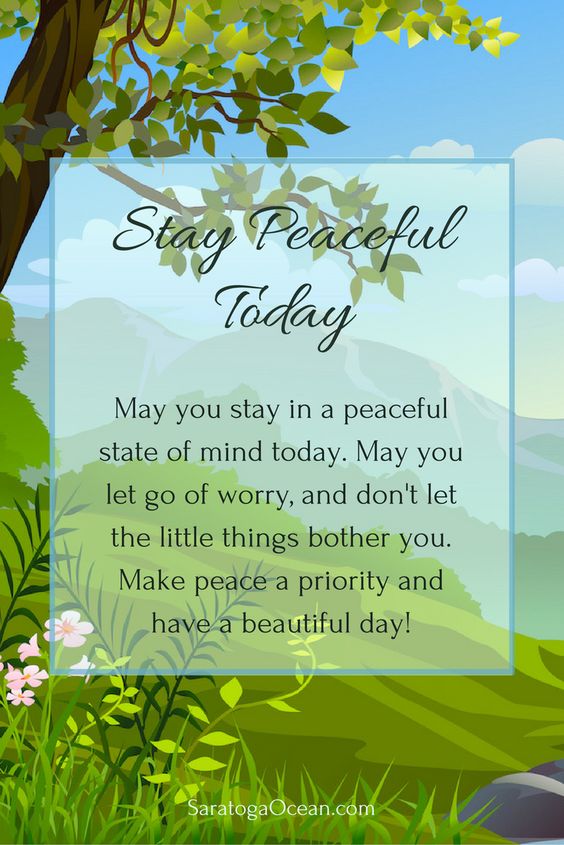 Stay Peaceful
Today
May you stay in a peaceful
state of mind today. May you
let go of worry, and don't let
the little things bother you.
Make peace a priority and
have a beautiful day!
SaratogaOcean.com